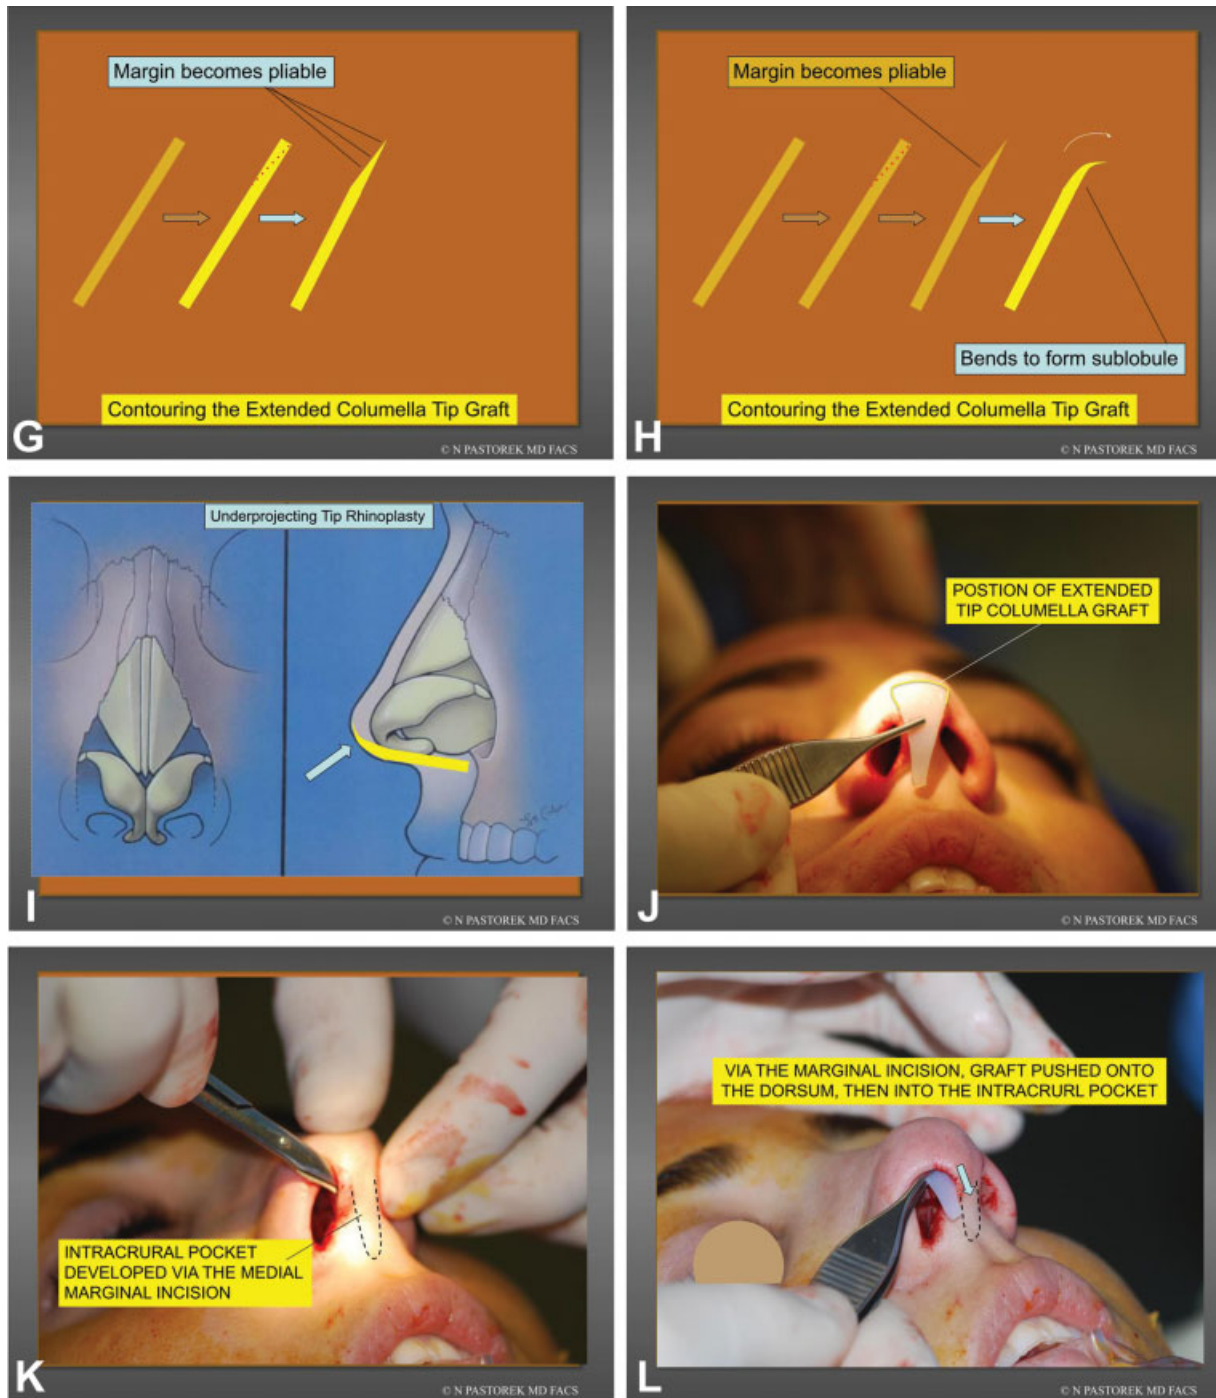 Margin becomes pliable
Contouring the Extended Columella Tip Graft
G
© N PASTOREK MD FACS
Margin becomes pliable
Bends to form sublobule
Contouring the Extended Columella Tip Graft
H
© N PASTOREK MD FACS
Underprojecting Tip Rhinoplasty
I
© N PASTOREK MD FACS
POSTION OF EXTENDED
TIP COLUMELLA GRAFT
J
© N PASTOREK MD FACS
INTRACRURAL POCKET
DEVELOPED VIA THE MEDIAL
MARGINAL INCISION
K
© N PASTOREK MD FACS
VIA THE MARGINAL INCISION, GRAFT PUSHED ONTO
THE DORSUM, THEN INTO THE INTRACRURL POCKET
L
© N PASTOREK MD FACS